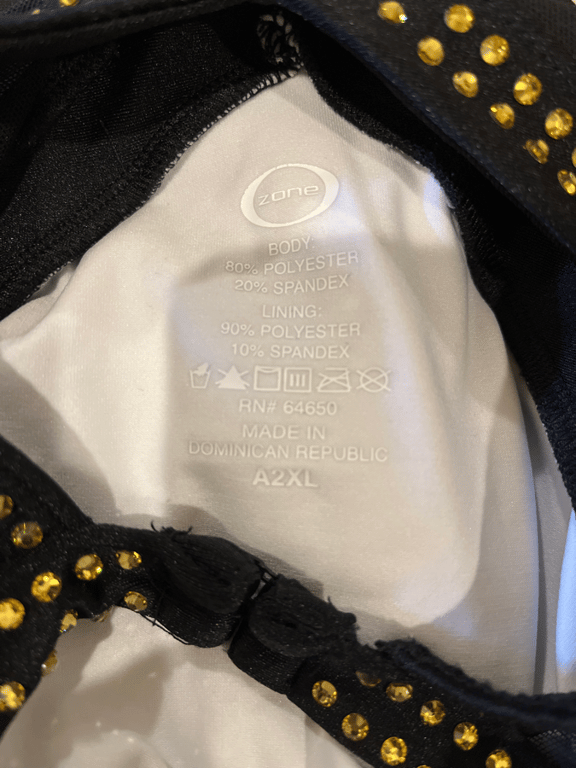 zone
BODY:
80% POLYESTER
20% SPANDEX
LINING:
90% POLYESTER
10% SPANDEX
RN# 64650
MADE IN
DOMINICAN REPUBLIC
A2XL